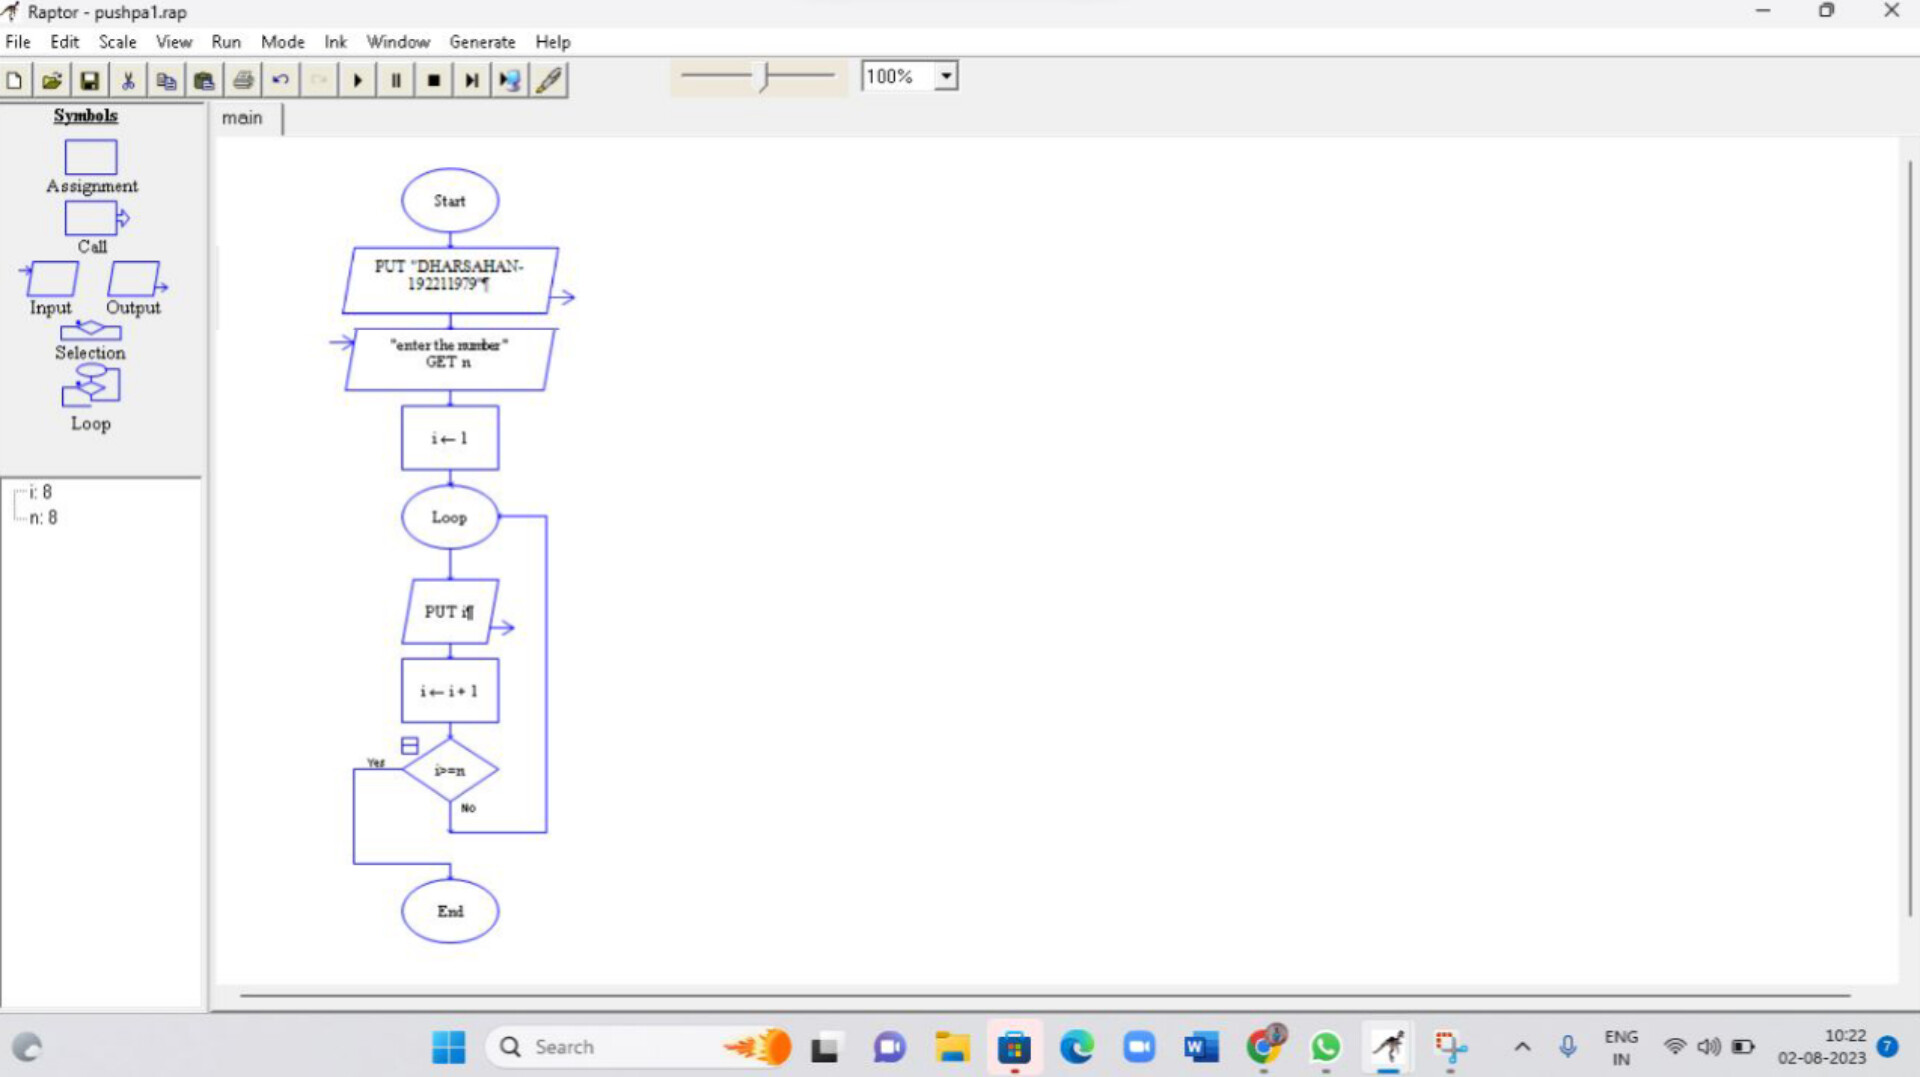 Raptor - pushpa1.rap
File Edit Scale View Run Mode Ink Window Generate Help
100%
Symbols
main
Assignment
Call
Input Output
Selection
Loop
i: 8
n: 8
Start
PUT "DHARSAHAN-
192211979"¶
"enter the number"
GET n
i ← 1
Loop
PUT i¶
i ← i + 1
Yes
i>=n
No
End
Search
ENG
IN
10:22
02-08-2023
7